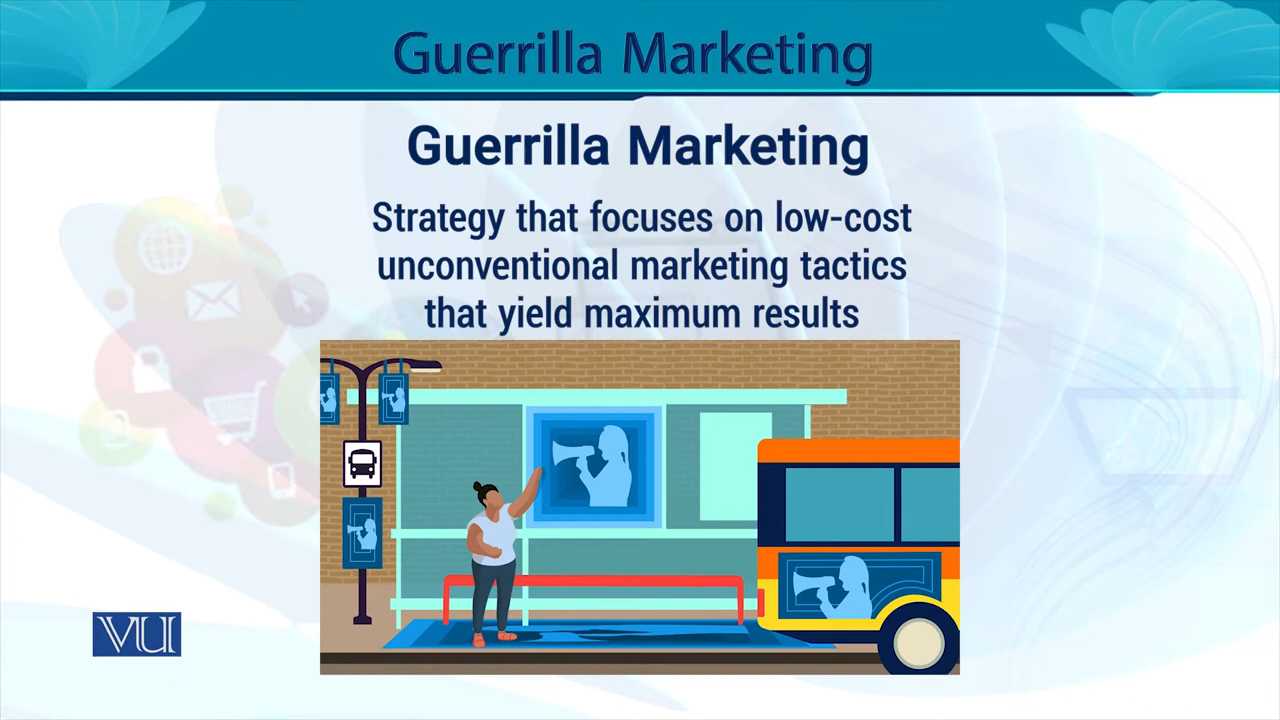 Guerrilla Marketing
Guerrilla Marketing
Strategy that focuses on low-cost
unconventional marketing tactics
that yield maximum results
VU